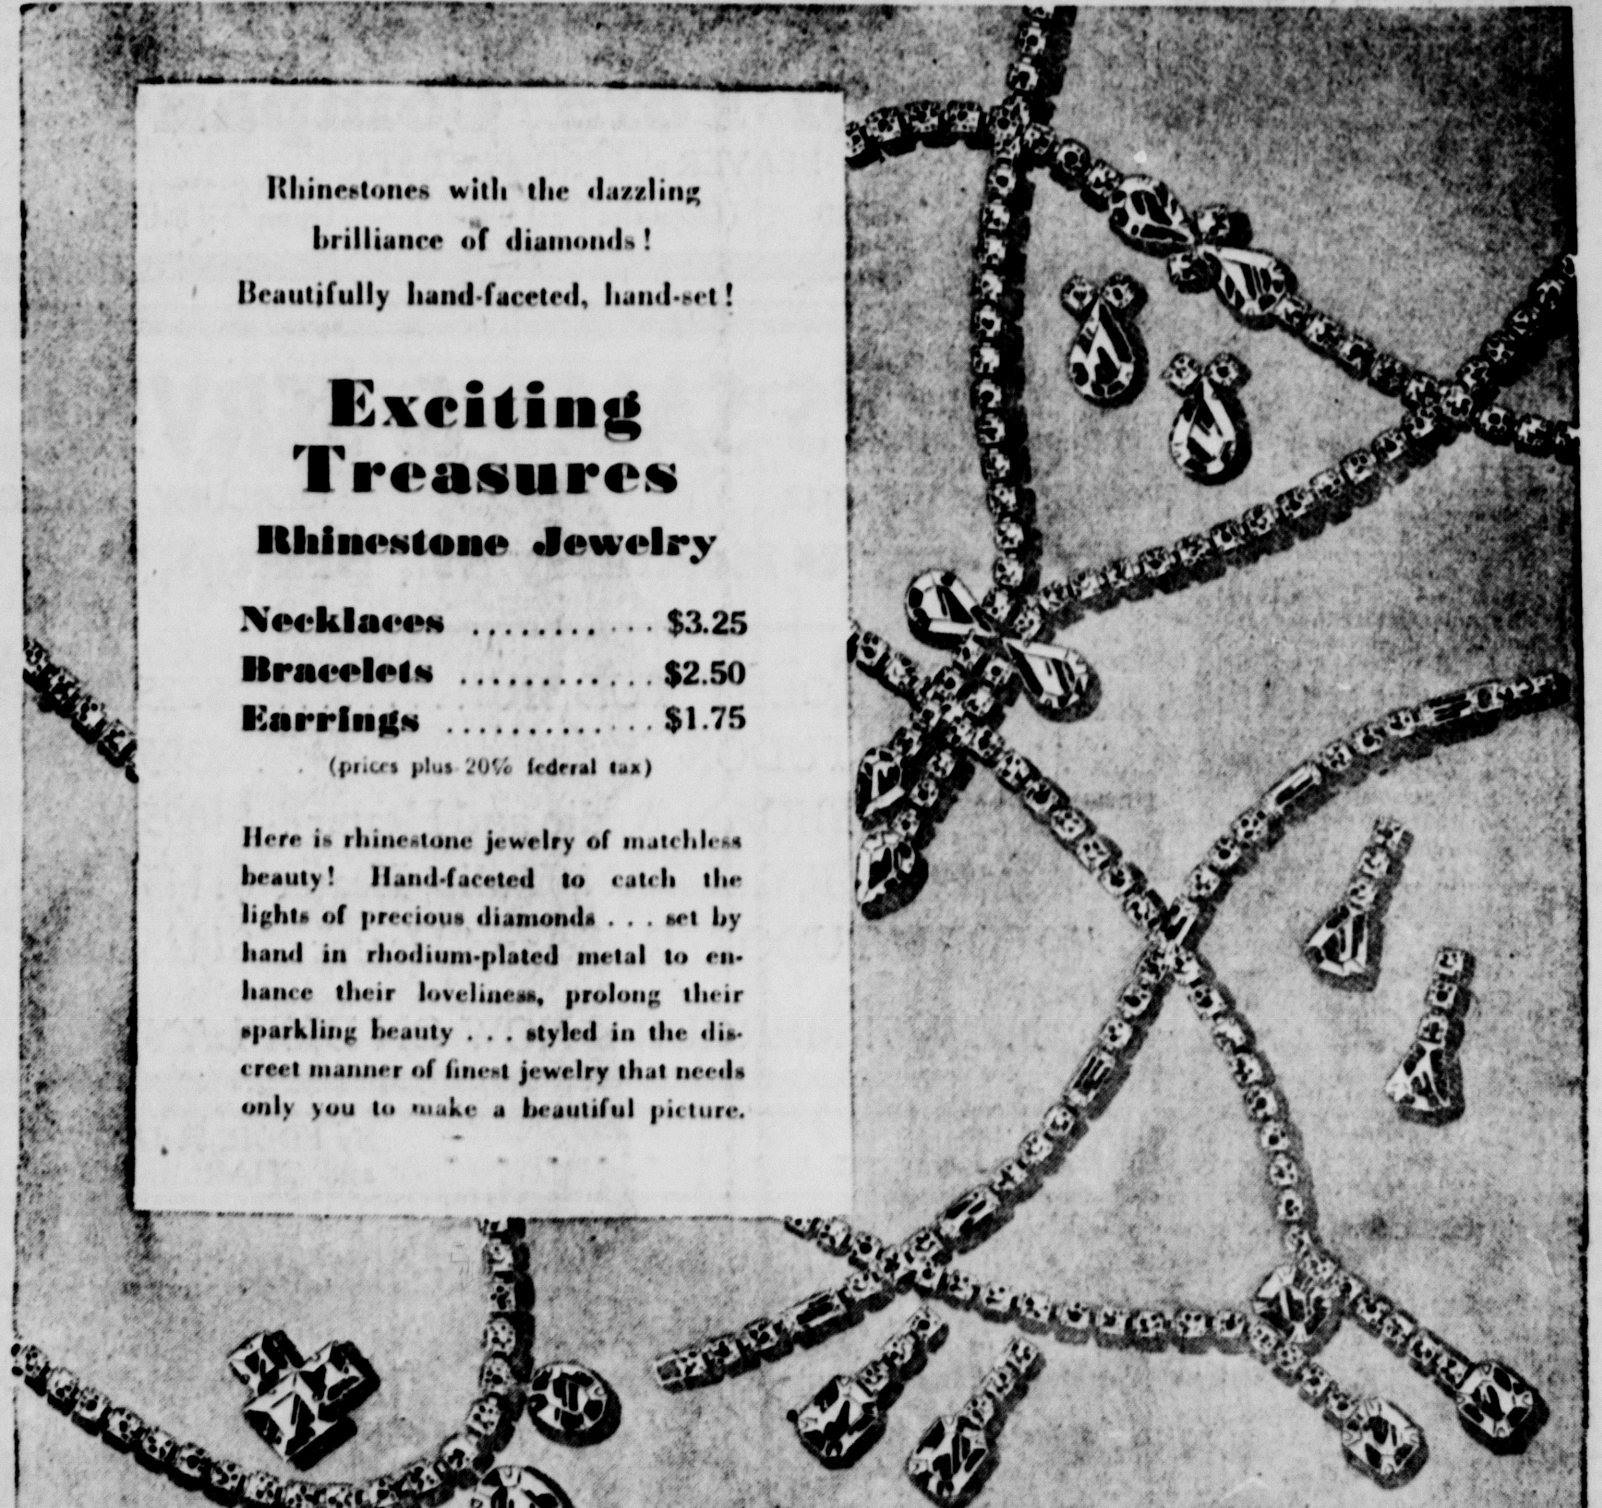 Rhinestones with the dazzling
brilliance of diamonds!
Beautifully hand-faceted, hand-set!
Exciting
Treasures
Rhinestone Jewelry
Necklaces .............. $3.25
Bracelets .............. $2.50
Earrings .............. $1.75
(prices plus 20% federal tax)
Here is rhinestone jewelry of matchless
beauty! Hand-faceted to catch the
lights of precious diamonds . . . set by
hand in rhodium-plated metal to en-
hance their loveliness, prolong their
sparkling beauty . . . styled in the dis-
creet manner of finest jewelry that needs
only you to make a beautiful picture.